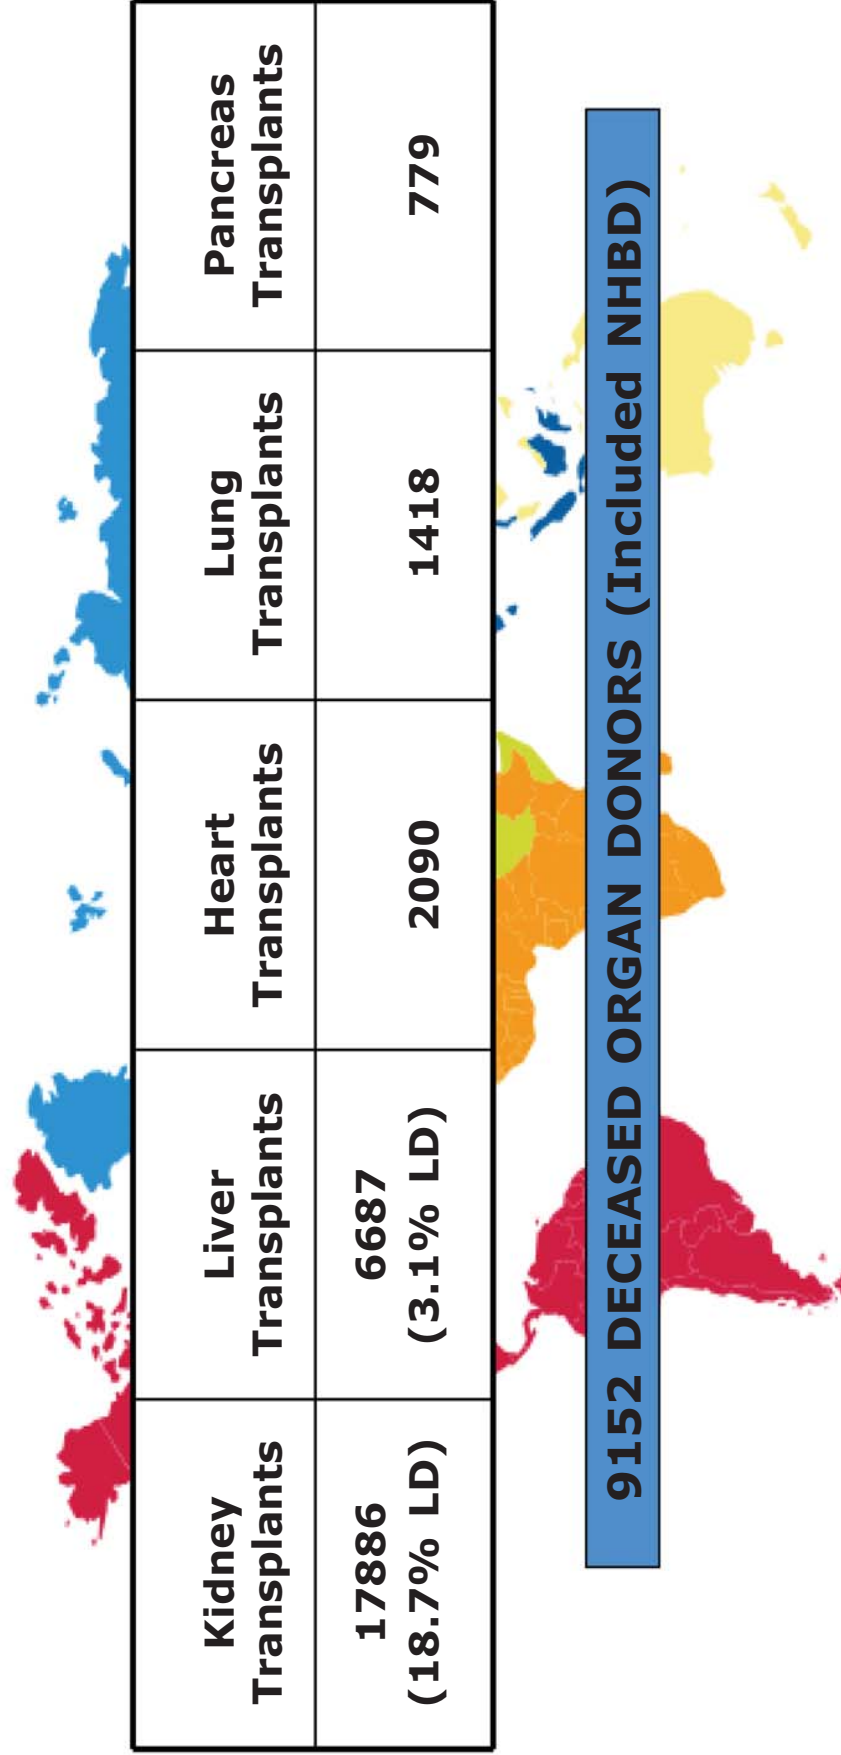 Kidney
Transplants
Liver
Transplants
Heart
Transplants
Lung
Transplants
Pancreas
Transplants
17886
(18.7% LD)
6687
(3.1% LD)
2090
1418
779
9152 DECEASED ORGAN DONORS (Included NHBD)